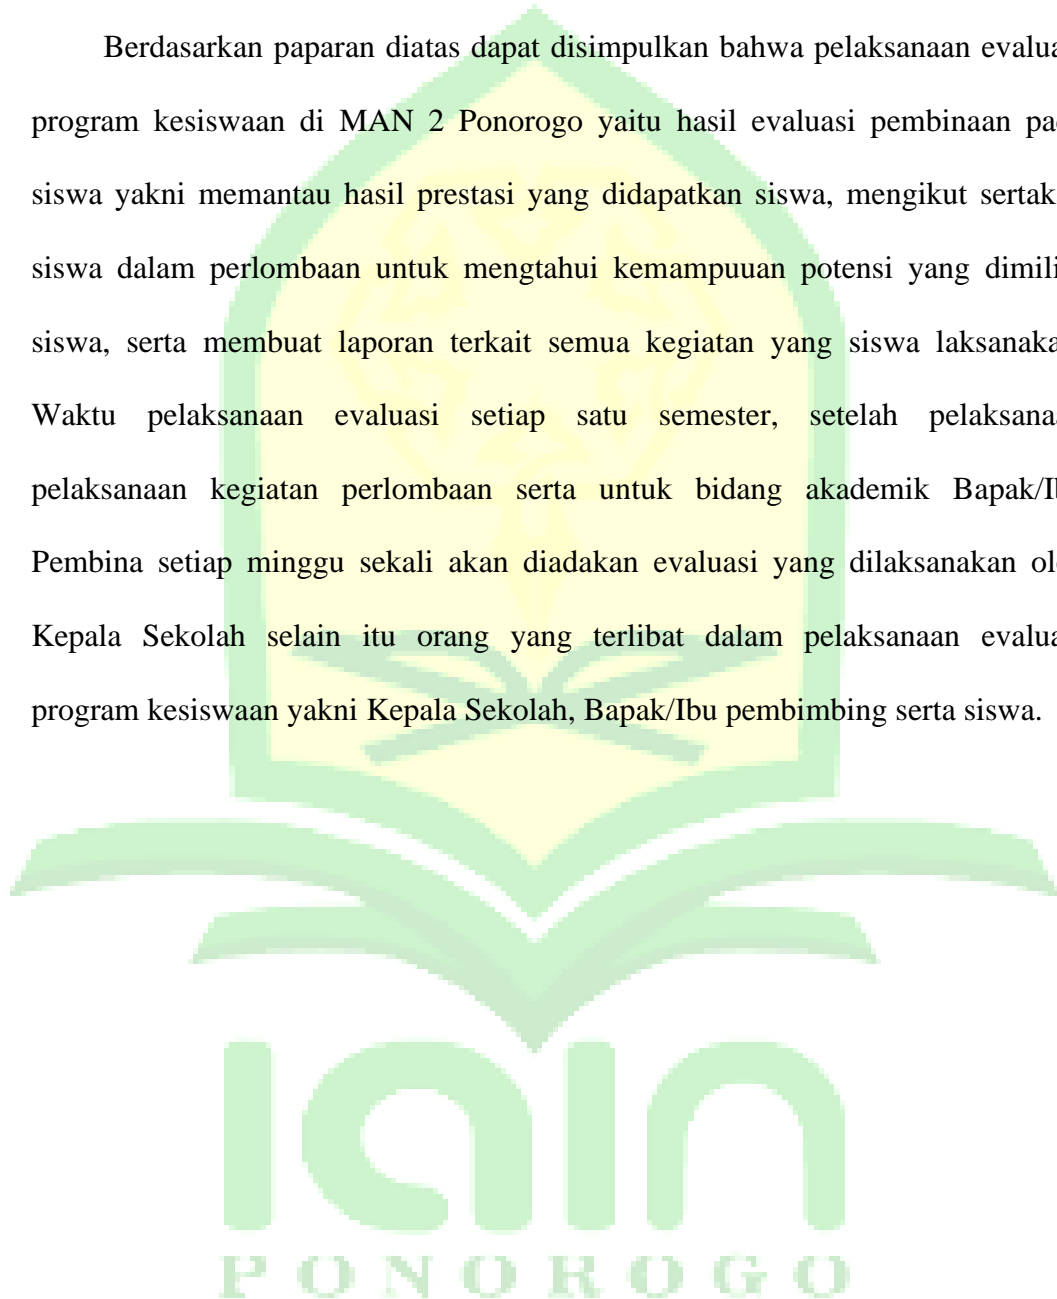 Berdasarkan paparan diatas dapat disimpulkan bahwa pelaksanaan evalua
program kesiswaan di MAN 2 Ponorogo yaitu hasil evaluasi pembinaan pa
siswa yakni memantau hasil prestasi yang didapatkan siswa, mengikut sertak
siswa dalam perlombaan untuk mengtahui kemampuuan potensi yang dimili
siswa, serta membuat laporan terkait semua kegiatan yang siswa laksanaka
Waktu pelaksanaan evaluasi setiap satu semester, setelah pelaksanaa
pelaksanaan kegiatan perlombaan serta untuk bidang akademik Bapak/Ib
Pembina setiap minggu sekali akan diadakan evaluasi yang dilaksanakan ol
Kepala Sekolah selain itu orang yang terlibat dalam pelaksanaan evalua
program kesiswaan yakni Kepala Sekolah, Bapak/Ibu pembimbing serta siswa.
iain
PONOROGO